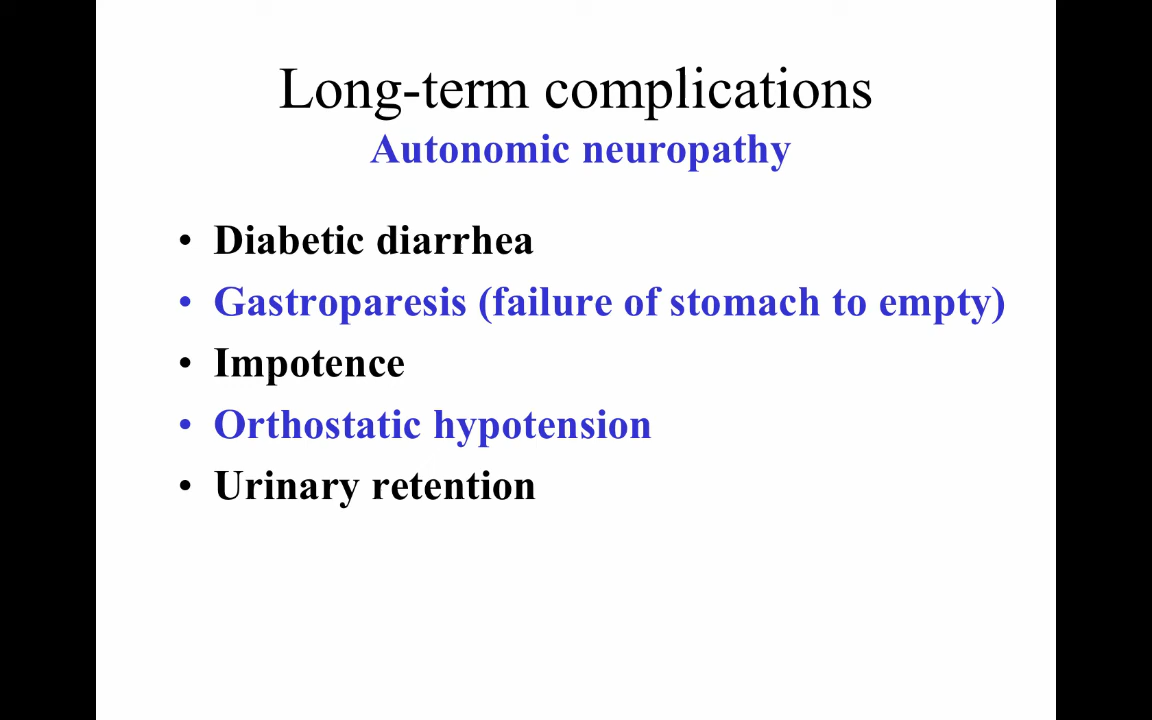 Long-term complications
Autonomic neuropathy
• Diabetic diarrhea
• Gastroparesis (failure of stomach to empty)
• Impotence
• Orthostatic hypotension
• Urinary retention